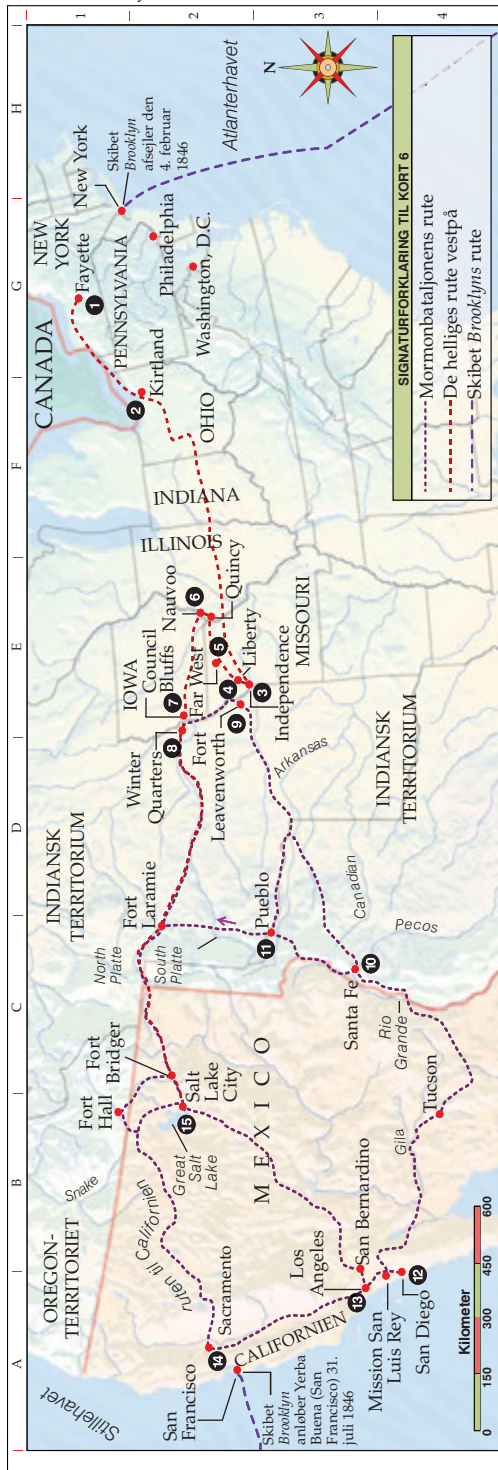 A
B
C
D
E
F
G
H
1
2
3
4
OREGON-
TERRITORIET
Stillehavet
Snake
Fort
Hall
Fort
Bridger
North
Platte
South
Platte
Fort
Laramie
INDIANSK
TERRITORIUM
Winter
Quarters
8
7
IOWA
Council
Bluffs
Nauvoo
6
Quincy
Far West
5
4
Liberty
3
Independence
MISSOURI
Fort
Leavenworth
9
ILLINOIS
INDIANA
OHIO
2
Kirtland
CANADA
NEW
YORK
Fayette
1
PENNSYLVANIA
New York
Philadelphia
Washington, D.C.
Skibet
Brooklyn
afsejler den
4. februar
1846
Atlanterhavet
N
ruten til Californien
Great
Salt
Lake
Salt
Lake
City
15
MEXICO
Sacramento
14
San
Francisco
Skibet
Brooklyn
anløber Yerba
Buena (San
Francisco) 31.
juli 1846
CALIFORNIEN
Los
Angeles
13
San Bernardino
Mission San
Luis Rey
San Diego
12
Gila
Tucson
Rio
Grande
Santa Fe
10
Pecos
Canadian
Pueblo
11
Arkansas
INDIANSK
TERRITORIUM
Kilometer
0
150
300
450
600
SIGNATURFORKLARING TIL KORT 6
Mormonbataljonens rute
De helliges rute vestpå
Skibet Brooklyns rute